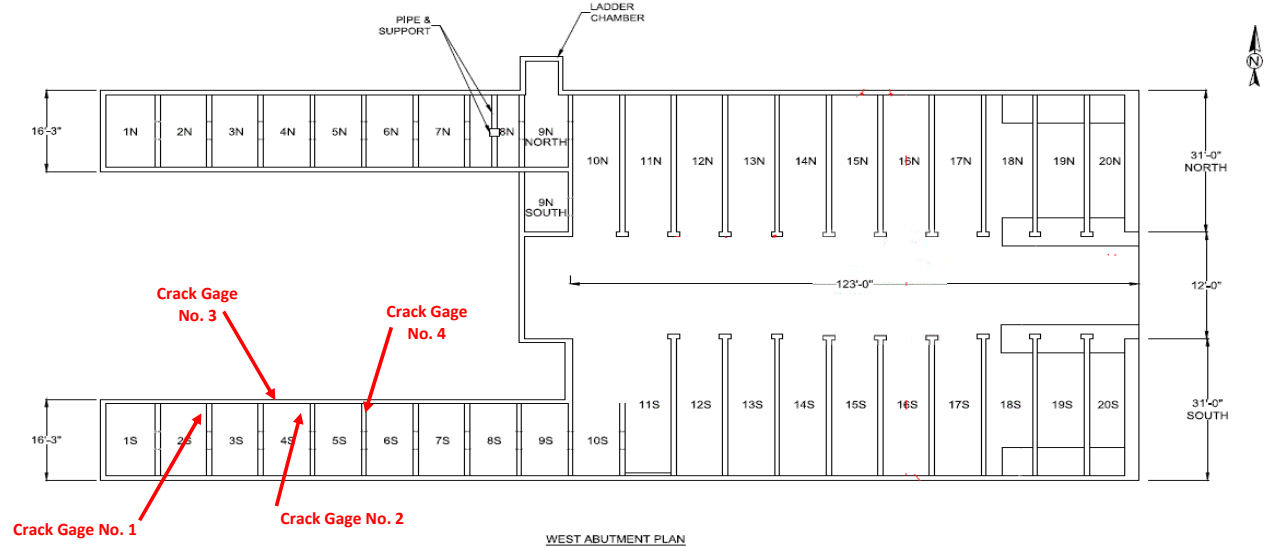 LADDER
CHAMBER
PIPE &
SUPPORT
N
16'-3"
1N 2N 3N 4N 5N 6N 7N 8N 9N
NORTH
10N 11N 12N 13N 14N 15N 16N 17N 18N 19N 20N
31'-0"
NORTH
9N
SOUTH
123'-0"
12'-0"
Crack Gage
No. 3
Crack Gage
No. 4
16'-3"
1S 2S 3S 4S 5S 6S 7S 8S 9S 10S
11S 12S 13S 14S 15S 16S 17S 18S 19S 20S
31'-0"
SOUTH
Crack Gage No. 1
Crack Gage No. 2
WEST ABUTMENT PLAN